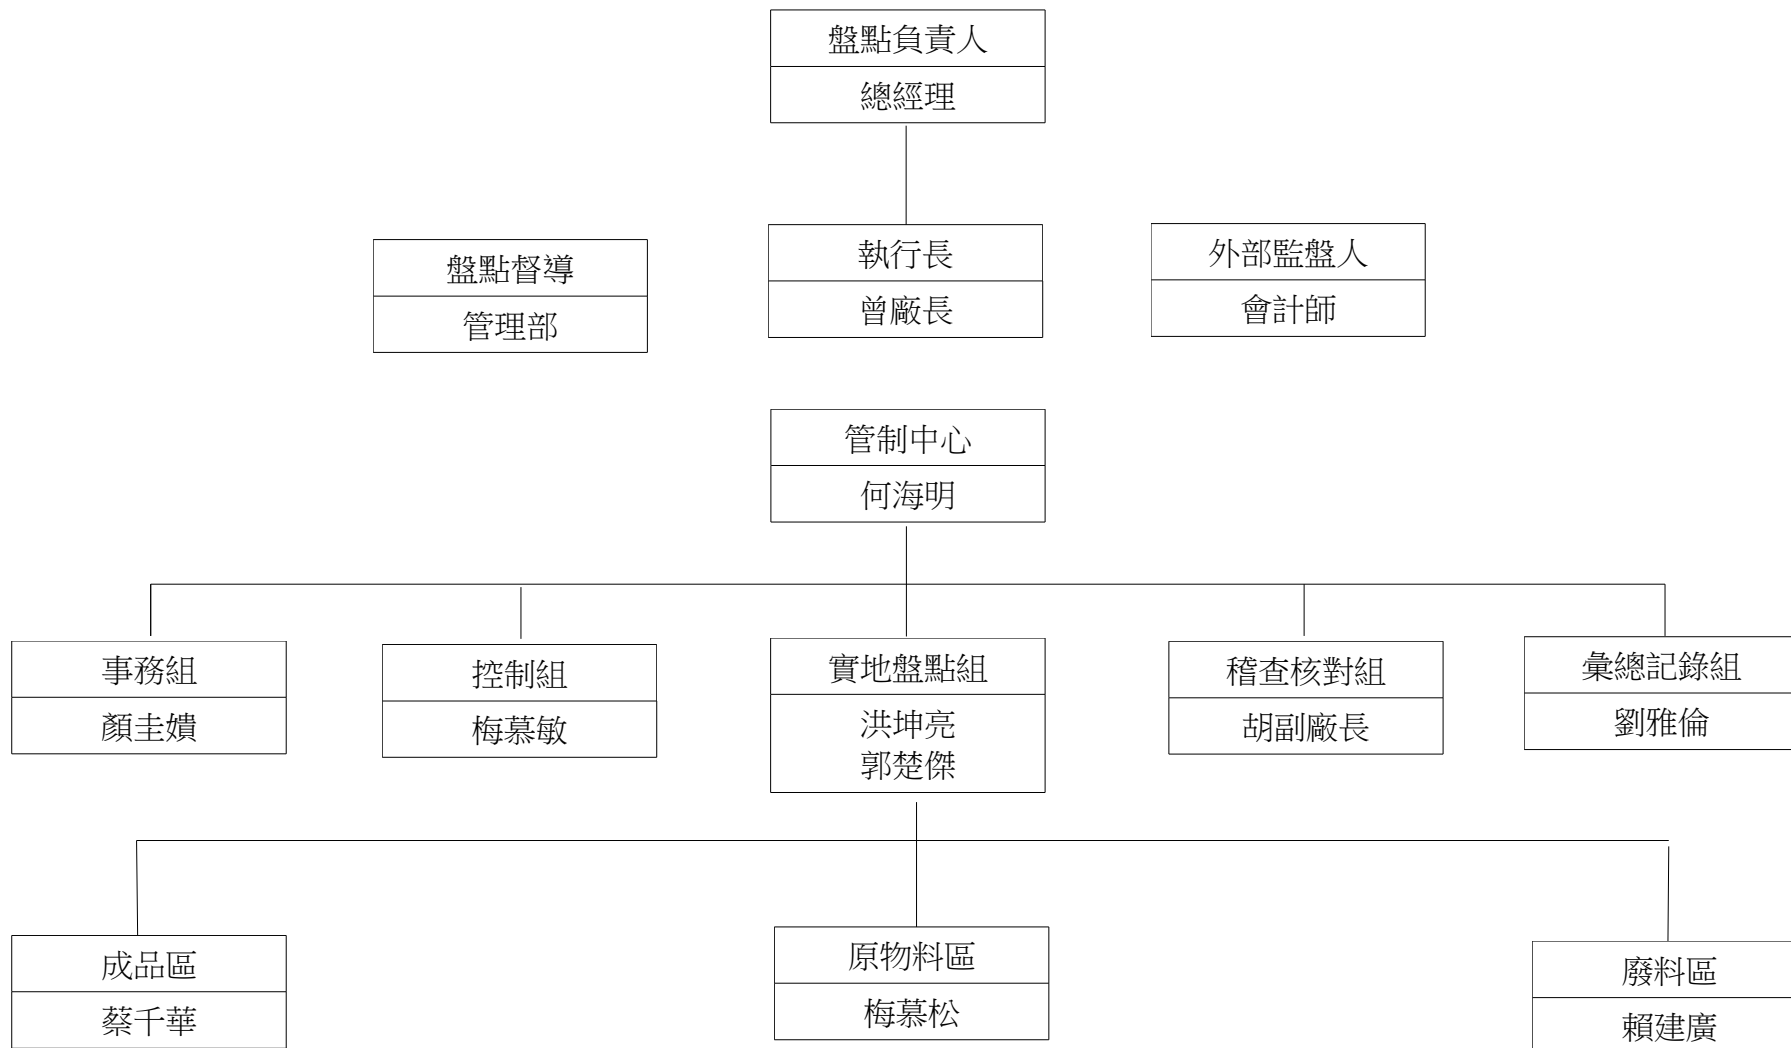 盤點負責人
總經理
盤點督導
管理部
執行長
曾廠長
外部監盤人
會計師
管制中心
何海明
事務組
顏圭嬇
控制組
梅慕敏
實地盤點組
洪坤亮
郭楚傑
稽查核對組
胡副廠長
彙總記錄組
劉雅倫
成品區
蔡千華
原物料區
梅慕松
廢料區
賴建廣